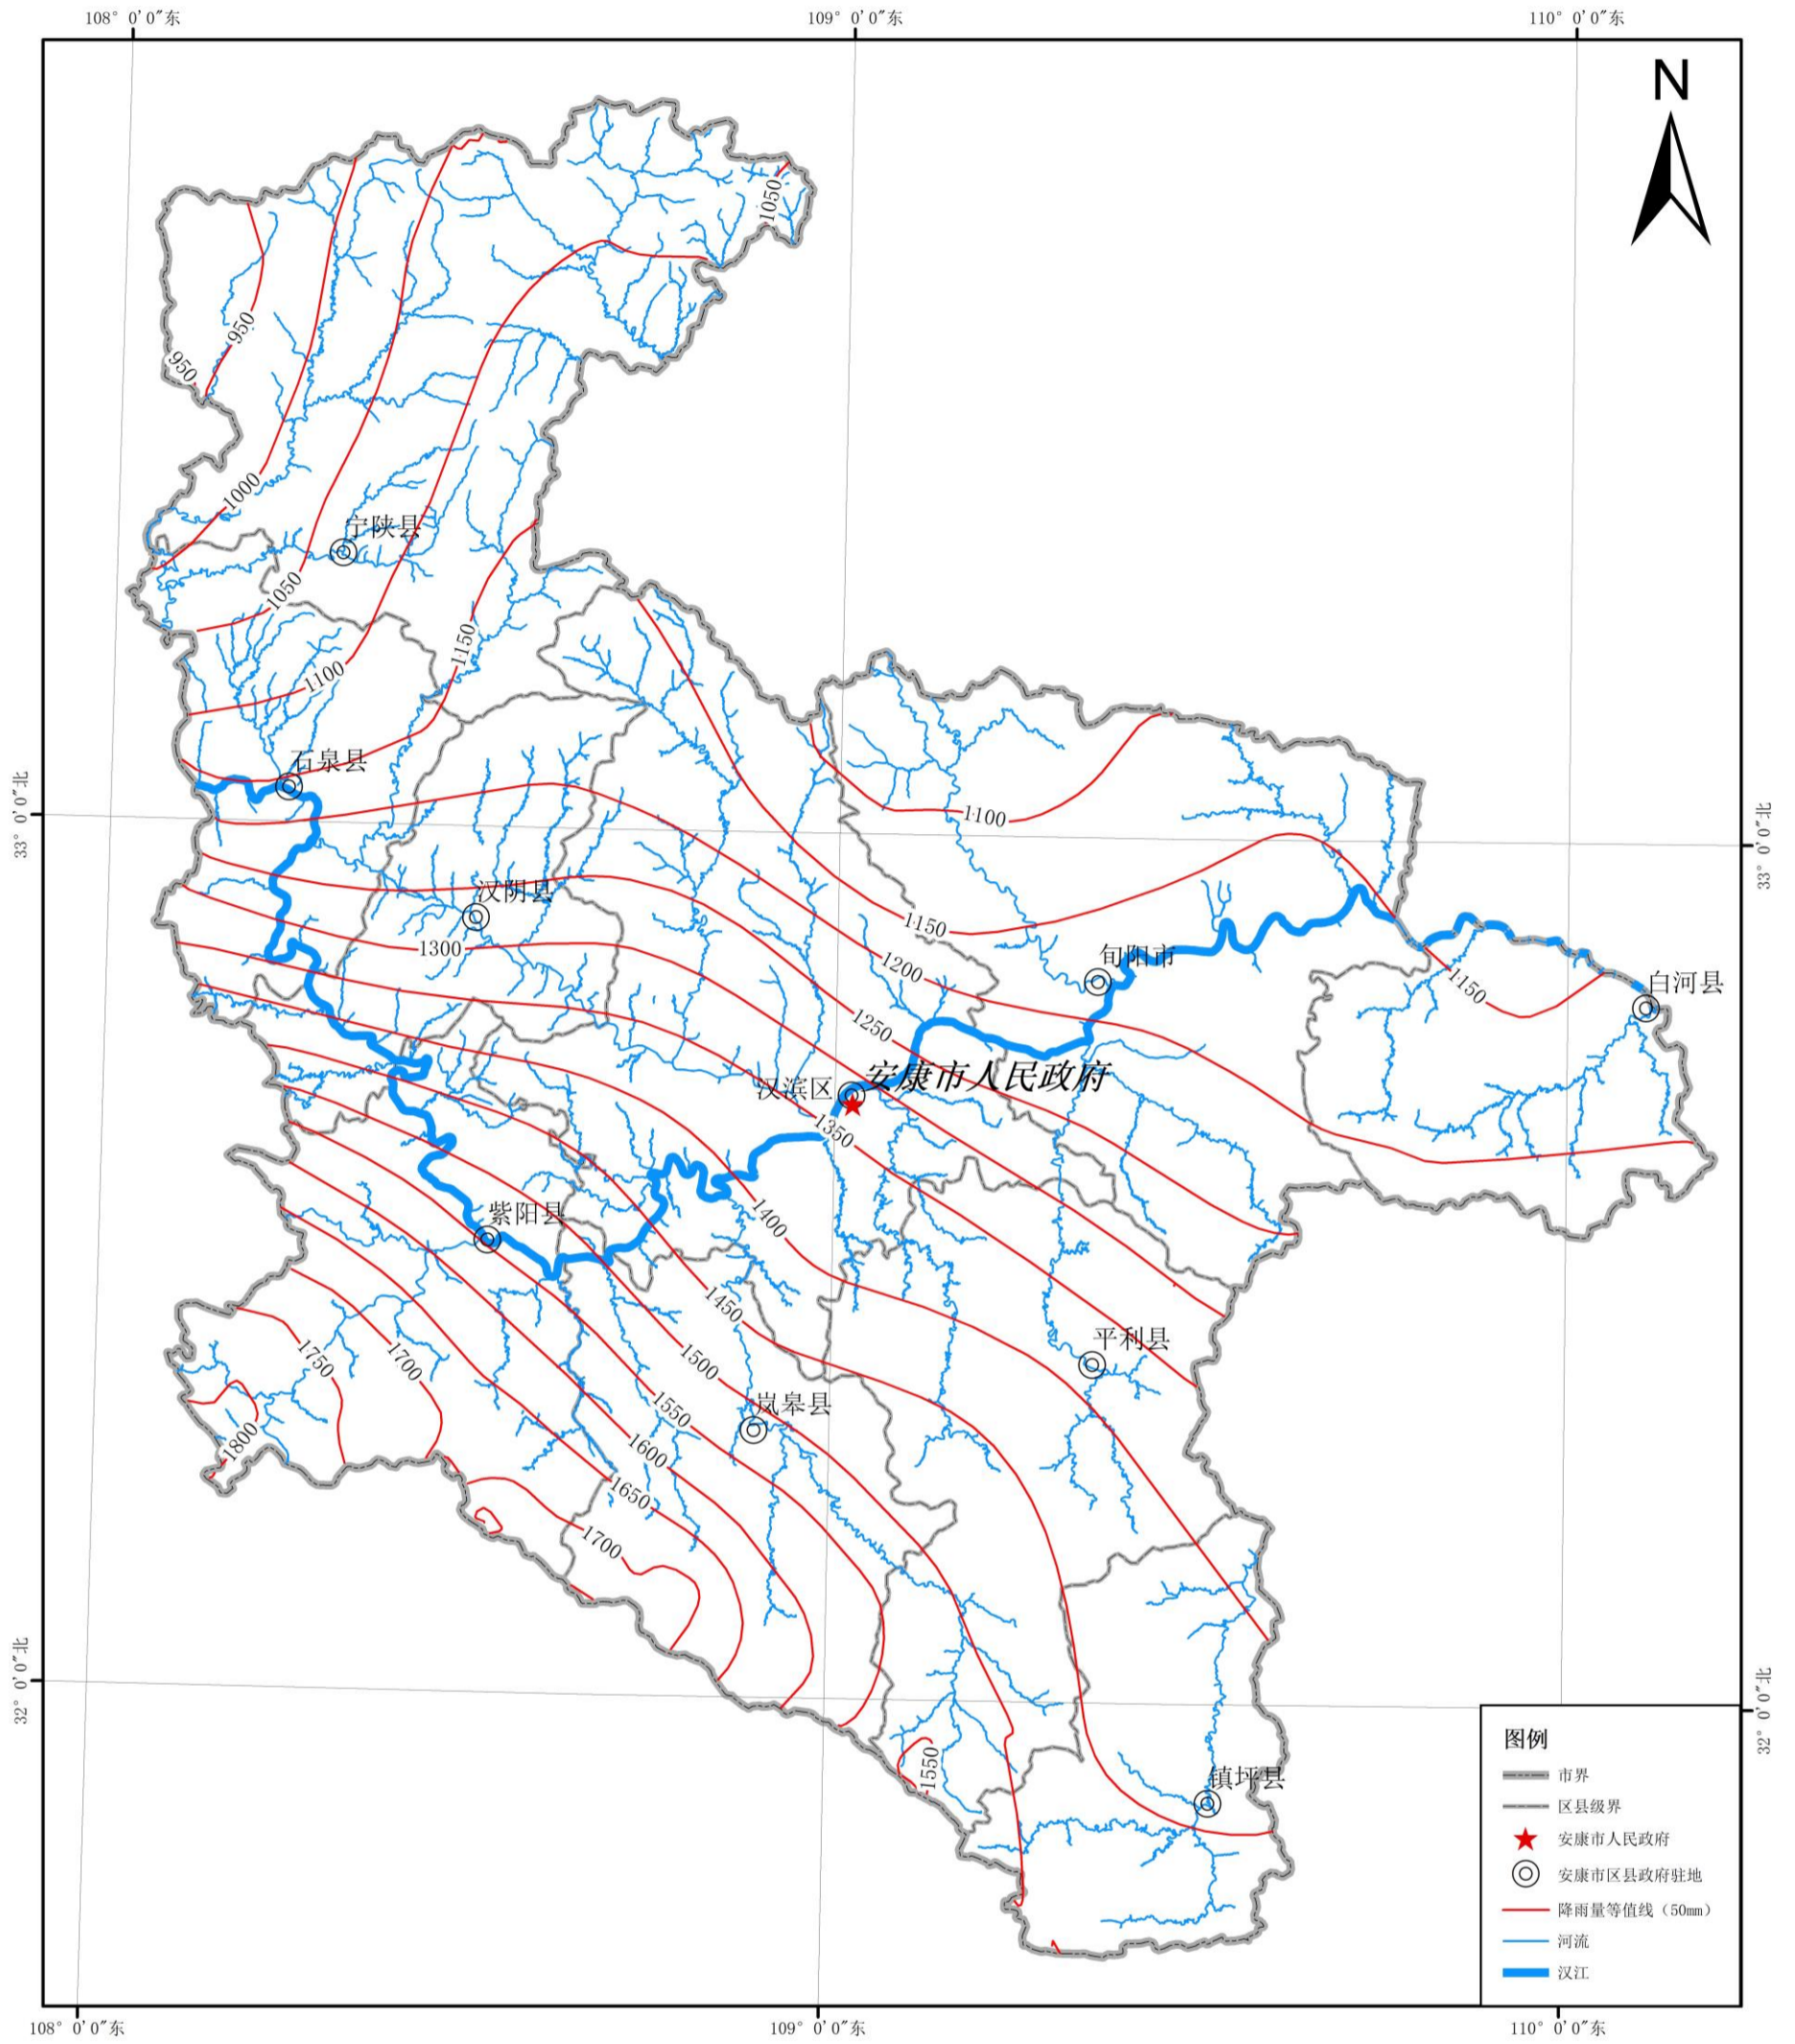 108° 0′0″东
109° 0′0″东
110° 0′0″东
N
1050
950
950
1000
宁陕县
1050
1150
1100
石泉县
33° 0′0″北
1100
33° 0′0″北
汉阴县
1300
1150
1200
旬阳市
1150
白河县
1250
安康市人民政府
汉滨区
1350
紫阳县
1400
1450
1750
1700
1500
平利县
1550
岚皋县
1800
1600
1650
1700
32° 0′0″北
32° 0′0″北
1550
镇坪县
图例
市界
区县级界
安康市人民政府
安康市区县政府驻地
降雨量等值线（50mm）
河流
汉江
108° 0′0″东
109° 0′0″东
110° 0′0″东